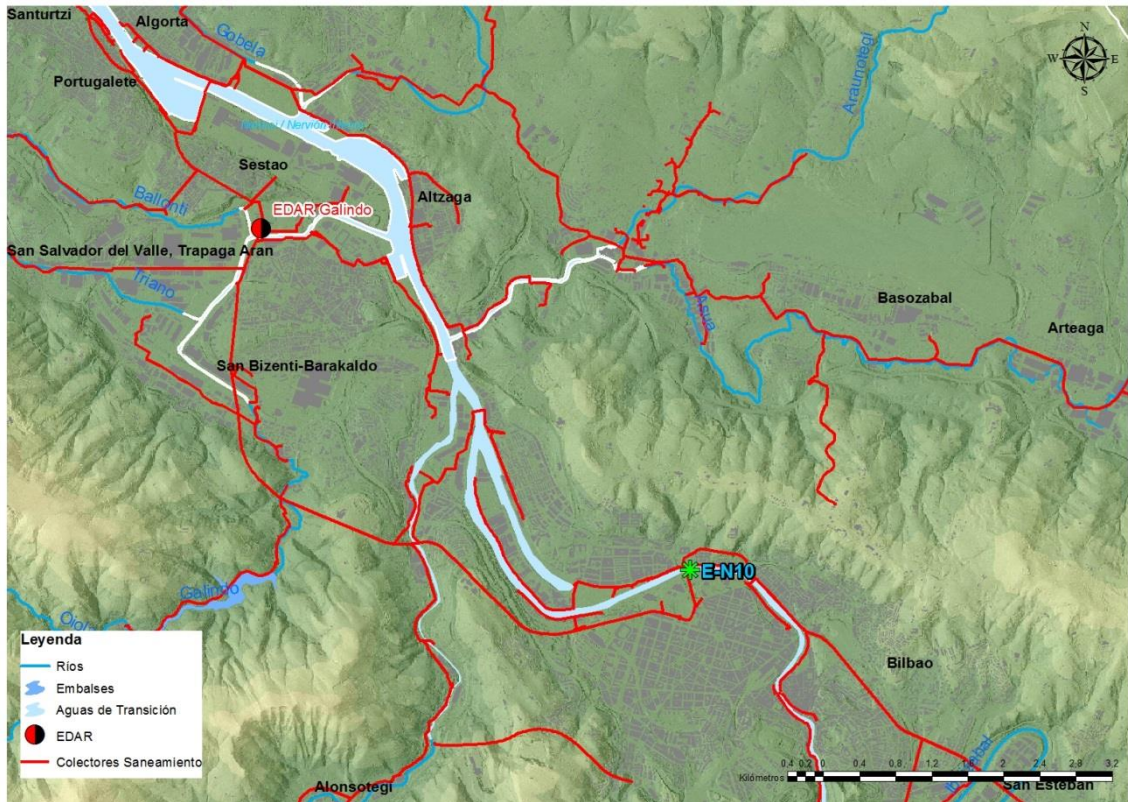 Santurtzi
Algorta
Gobela
Araunotegi
N
W E
S
Portugalete
Sestao
Altzaga
Ballonti
EDAR Galindo
San Salvador del Valle, Trapaga Aran
Triano
Asua
Basozabal
Arteaga
San Bizenti-Barakaldo
E-N10
Galindo
Leyenda
Ríos
Embalses
Aguas de Transición
EDAR
Colectores Saneamiento
Bilbao
Alonsotegi
San Esteban
Kilómetros
0.4 0.2 0 0.4 0.8 1.2 1.6 2 2.4 2.8 3.2